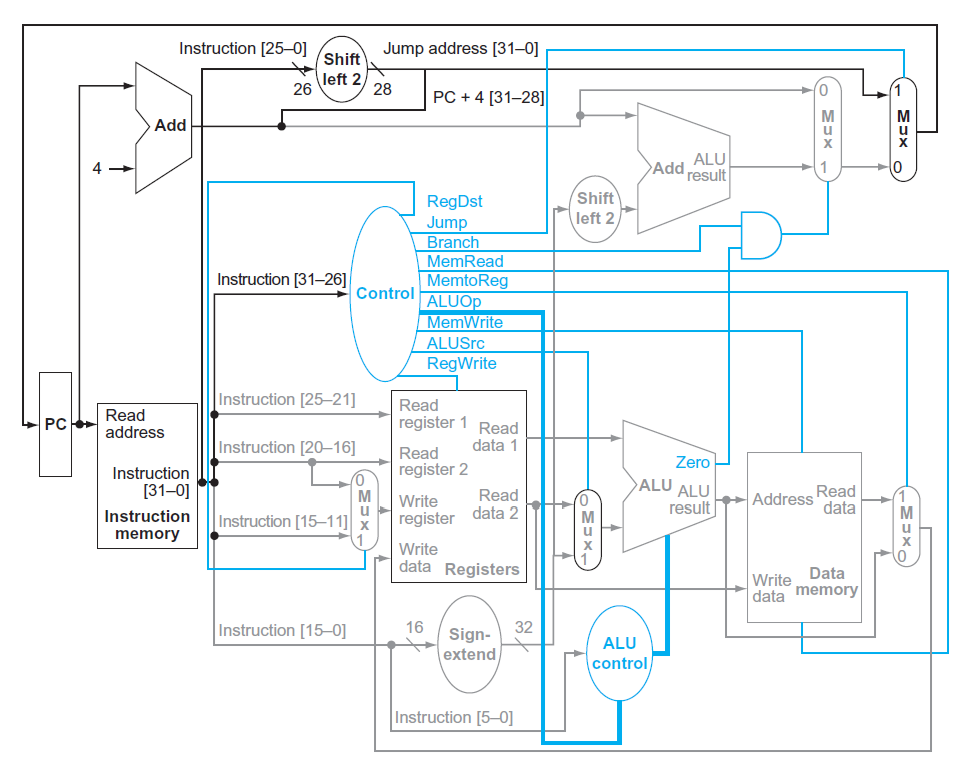 Instruction [25–0]
Shift
left 2
Jump address [31–0]
26
28
PC + 4 [31–28]
Add
4
0
M
u
x
1
1
M
u
x
0
Add
ALU
result
Shift
left 2
RegDst
Jump
Branch
MemRead
MemtoReg
ALUOp
MemWrite
ALUSrc
RegWrite
Instruction [31–26]
Control
PC
Read
address
Instruction
[31–0]
Instruction
memory
Instruction [25–21]
Instruction [20–16]
Instruction [15–11]
0
M
u
x
1
Read
register 1
Read
register 2
Write
register
Write
data
Read
data 1
Read
data 2
Registers
0
M
u
x
1
Zero
ALU
ALU
result
Address
Read
data
Write
data
Data
memory
1
M
u
x
0
Instruction [15–0]
16
Sign-
extend
32
ALU
control
Instruction [5–0]